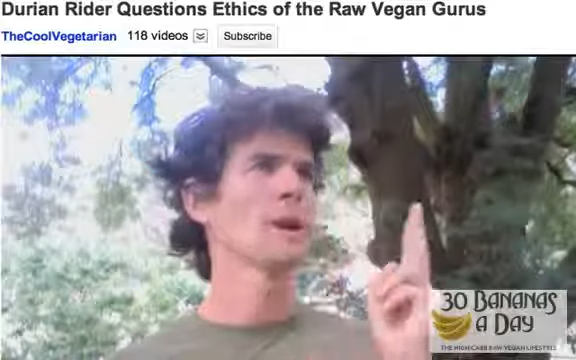 Durian Rider Questions Ethics of the Raw Vegan Gurus
TheCoolVegetarian 118 videos Subscribe
30 BANANAS
A DAY
THE HIGH CARB RAW VEGAN LIFESTYLE